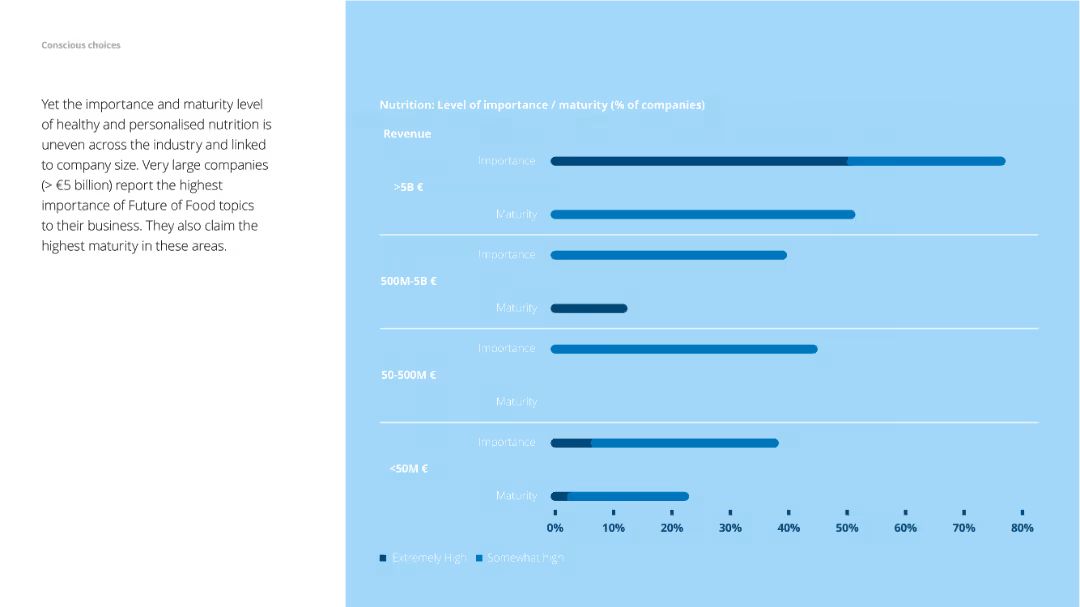 Conscious choices
Yet the importance and maturity level
of healthy and personalised nutrition is
uneven across the industry and linked
to company size. Very large companies
(> €5 billion) report the highest
importance of Future of Food topics
to their business. They also claim the
highest maturity in these areas.
Nutrition: Level of importance / maturity (% of companies)
Revenue
Importance
>5B €
Maturity
Importance
500M-5B €
Maturity
Importance
50-500M €
Maturity
Importance
<50M €
Maturity
0% 10% 20% 30% 40% 50% 60% 70% 80%
Extremely High Somewhat high